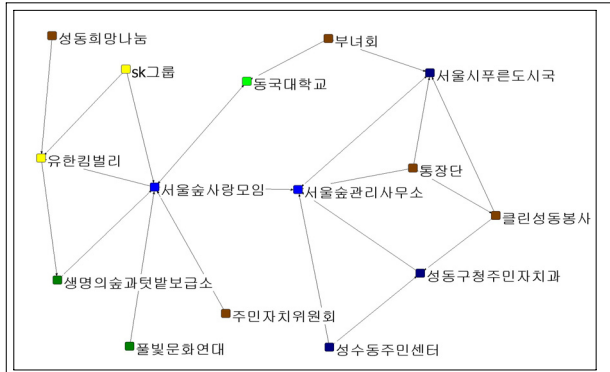 성동희망나눔
부녀회
sk그룹
서울시푸른도시국
동국대학교
유한킴벌리
통장단
서울숲사랑모임
서울숲관리사무소
클린성동봉사
성동구청주민자치과
생명의숲과텃밭보급소
주민자치위원회
풀빛문화연대
성수동주민센터